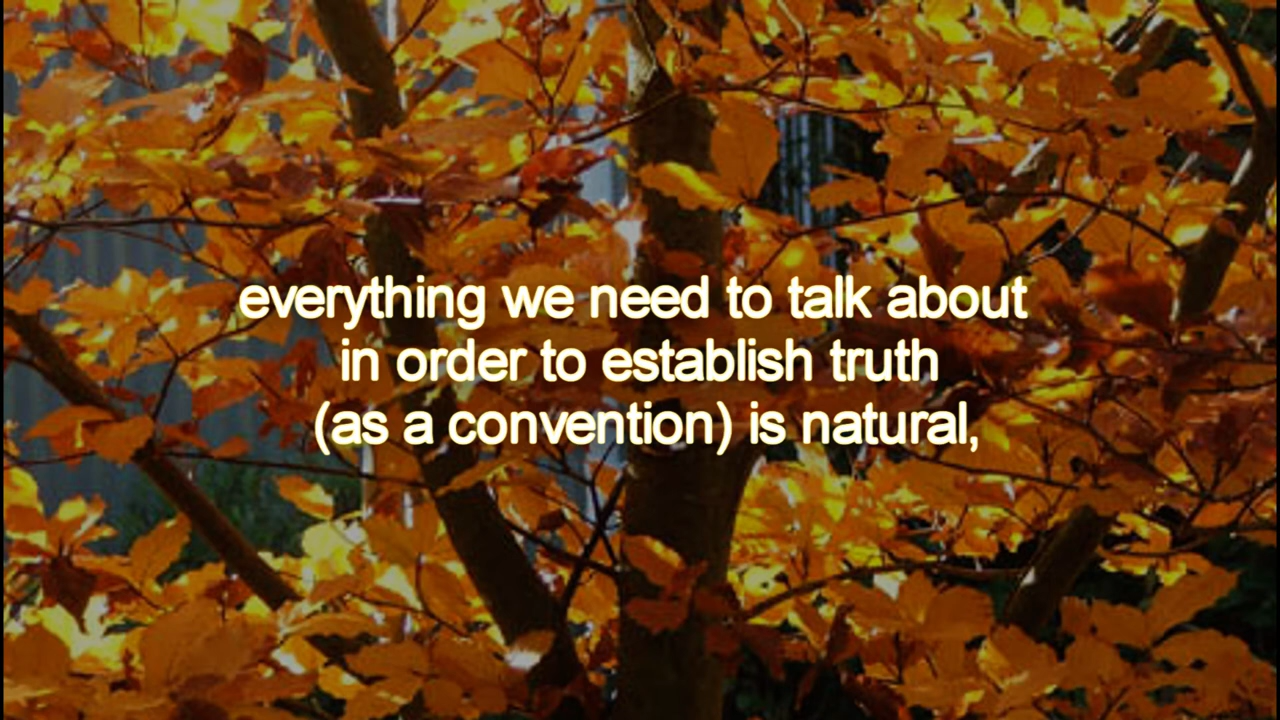 everything we need to talk about
in order to establish truth
(as a convention) is natural,